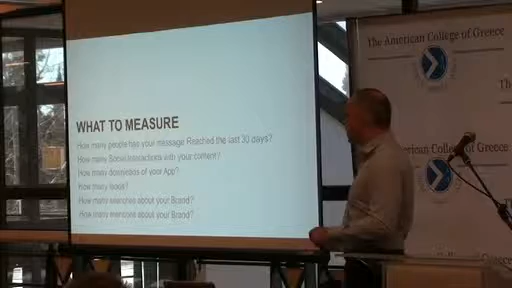 WHAT TO MEASURE
How many people has your message Reached the last 30 days?
How many Social Interactions with your content?
How many downloads of your App?
How many leads?
How many searches about your Brand?
How many mentions about your Brand?
The American College of Greece
The
American College of Greece